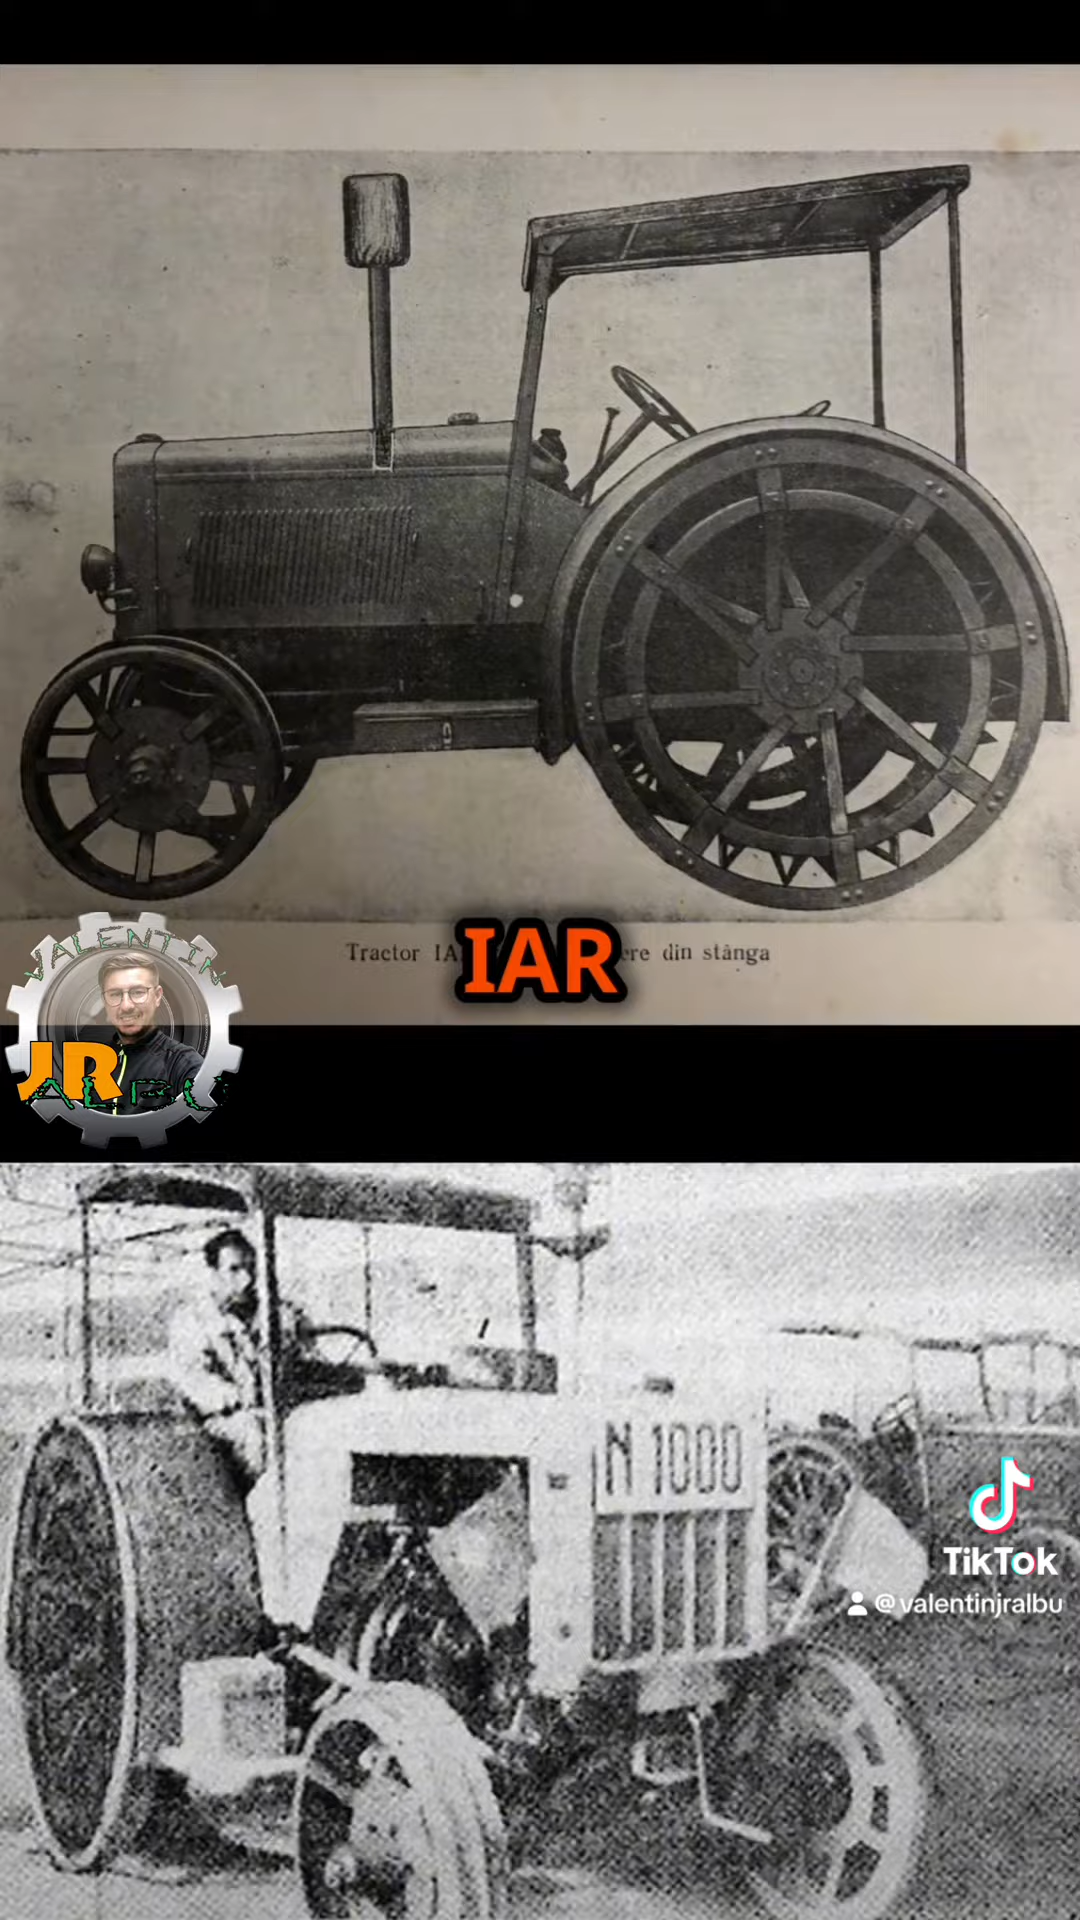 Tractor IA
IAR
ere din stânga
VALENTIN
JR
ALBU
N 1000
TikTok
@valentinjralbu